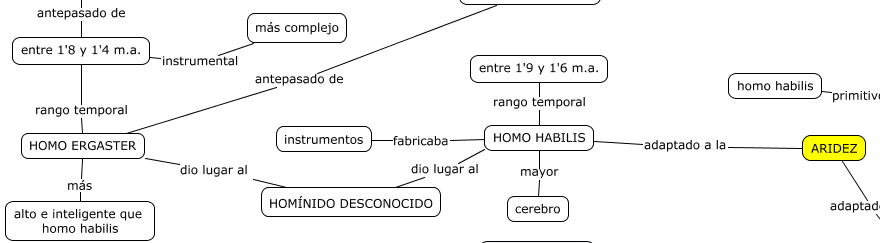 antepasado de
más complejo
entre 1'8 y 1'4 m.a.
instrumental
antepasado de
entre 1'9 y 1'6 m.a.
homo habilis
primitivo
rango temporal
rango temporal
HOMO ERGASTER
instrumentos
fabricaba
HOMO HABILIS
adaptado a la
ARIDEZ
dio lugar al
dio lugar al
mayor
más
HOMÍNIDO DESCONOCIDO
cerebro
adaptado
alto e inteligente que
homo habilis